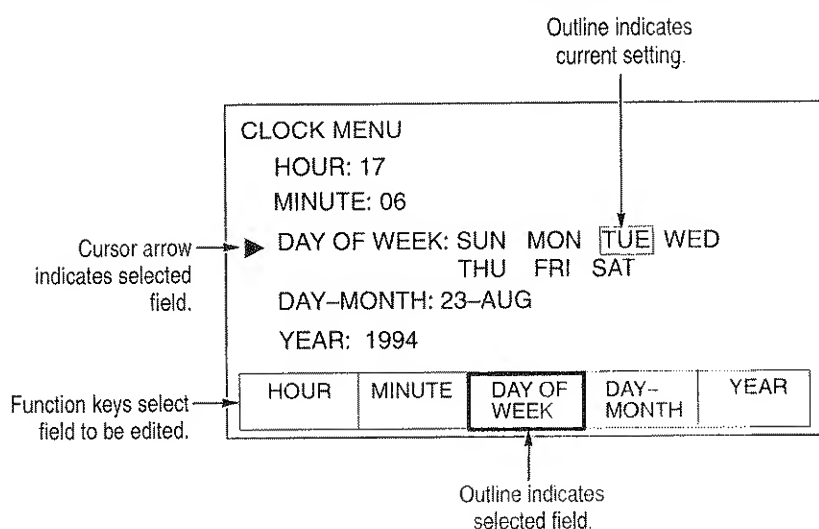 Outline indicates
current setting.
CLOCK MENU
HOUR: 17
MINUTE: 06
Cursor arrow
indicates selected
field.
DAY OF WEEK: SUN MON TUE WED
THU FRI SAT
DAY–MONTH: 23–AUG
YEAR: 1994
Function keys select
field to be edited.
HOUR
MINUTE
DAY OF
WEEK
DAY–
MONTH
YEAR
Outline indicates
selected field.